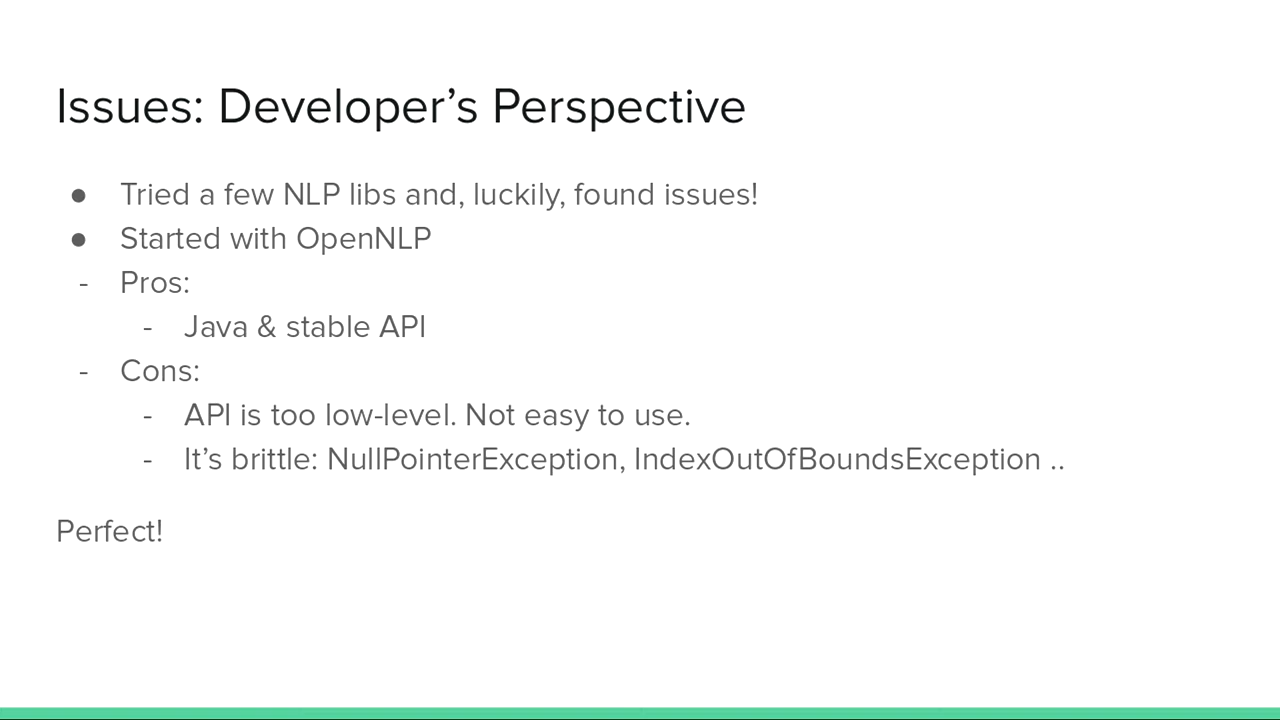 Issues: Developer’s Perspective
● Tried a few NLP libs and, luckily, found issues!
● Started with OpenNLP
- Pros:
- Java & stable API
- Cons:
- API is too low-level. Not easy to use.
- It’s brittle: NullPointerException, IndexOutOfBoundsException ..
Perfect!